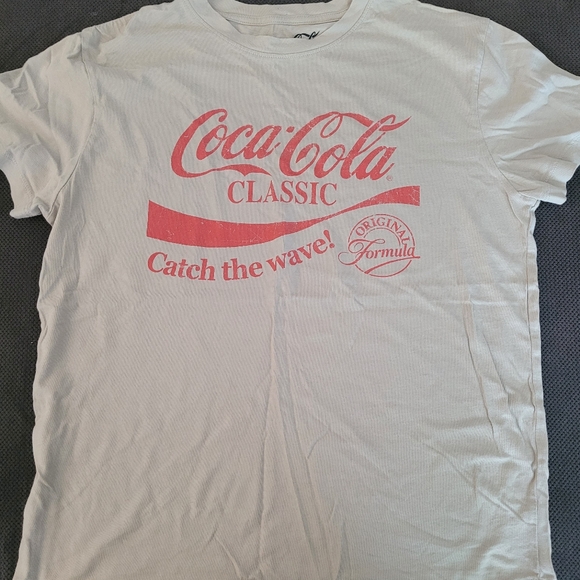 Coca-Cola
CLASSIC
Catch the wave!
ORIGINAL
Formula